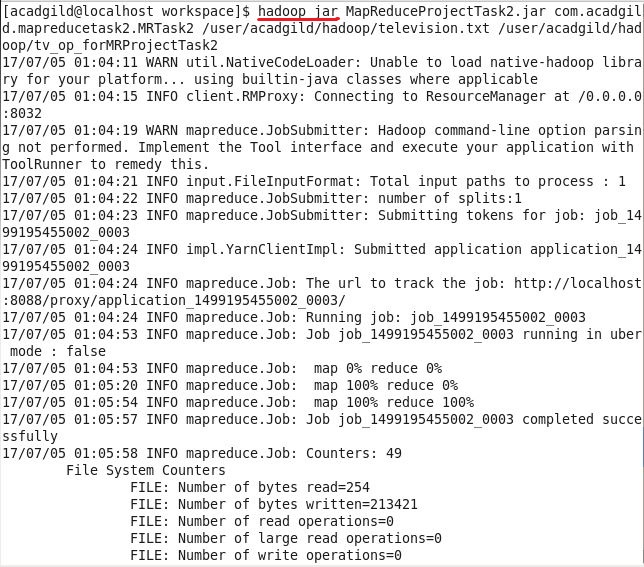 [acadgild@localhost workspace]$ hadoop jar MapReduceProjectTask2.jar com.acadgil
d.mapreducetask2.MRTask2 /user/acadgild/hadoop/television.txt /user/acadgild/had
oop/tv_op_forMRProjectTask2
17/07/05 01:04:11 WARN util.NativeCodeLoader: Unable to load native-hadoop libra
ry for your platform... using builtin-java classes where applicable
17/07/05 01:04:15 INFO client.RMProxy: Connecting to ResourceManager at /0.0.0.0
:8032
17/07/05 01:04:19 WARN mapreduce.JobSubmitter: Hadoop command-line option parsin
g not performed. Implement the Tool interface and execute your application with
ToolRunner to remedy this.
17/07/05 01:04:21 INFO input.FileInputFormat: Total input paths to process : 1
17/07/05 01:04:22 INFO mapreduce.JobSubmitter: number of splits:1
17/07/05 01:04:23 INFO mapreduce.JobSubmitter: Submitting tokens for job: job_14
99195455002_0003
17/07/05 01:04:24 INFO impl.YarnClientImpl: Submitted application application_14
99195455002_0003
17/07/05 01:04:24 INFO mapreduce.Job: The url to track the job: http://localhost
:8088/proxy/application_1499195455002_0003/
17/07/05 01:04:24 INFO mapreduce.Job: Running job: job_1499195455002_0003
17/07/05 01:04:53 INFO mapreduce.Job: Job job_1499195455002_0003 running in uber
 mode : false
17/07/05 01:04:53 INFO mapreduce.Job:  map 0% reduce 0%
17/07/05 01:05:20 INFO mapreduce.Job:  map 100% reduce 0%
17/07/05 01:05:54 INFO mapreduce.Job:  map 100% reduce 100%
17/07/05 01:05:57 INFO mapreduce.Job: Job job_1499195455002_0003 completed succe
ssfully
17/07/05 01:05:58 INFO mapreduce.Job: Counters: 49
        File System Counters
                FILE: Number of bytes read=254
                FILE: Number of bytes written=213421
                FILE: Number of read operations=0
                FILE: Number of large read operations=0
                FILE: Number of write operations=0